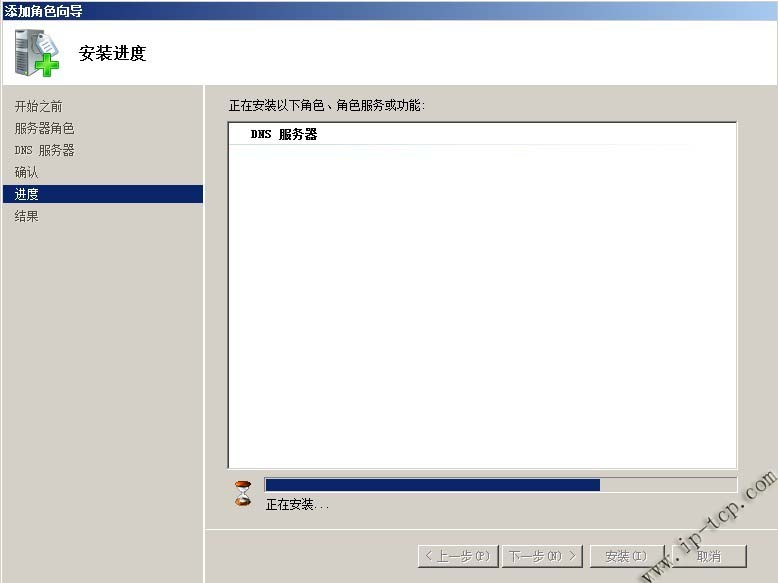 添加角色向导
安装进度
开始之前
服务器角色
DNS 服务器
确认
进度
结果
正在安装以下角色、角色服务或功能:
DNS 服务器
正在安装...
< 上一步(P) 下一步(N) > 安装(I) 取消
www.ip-tcp.com